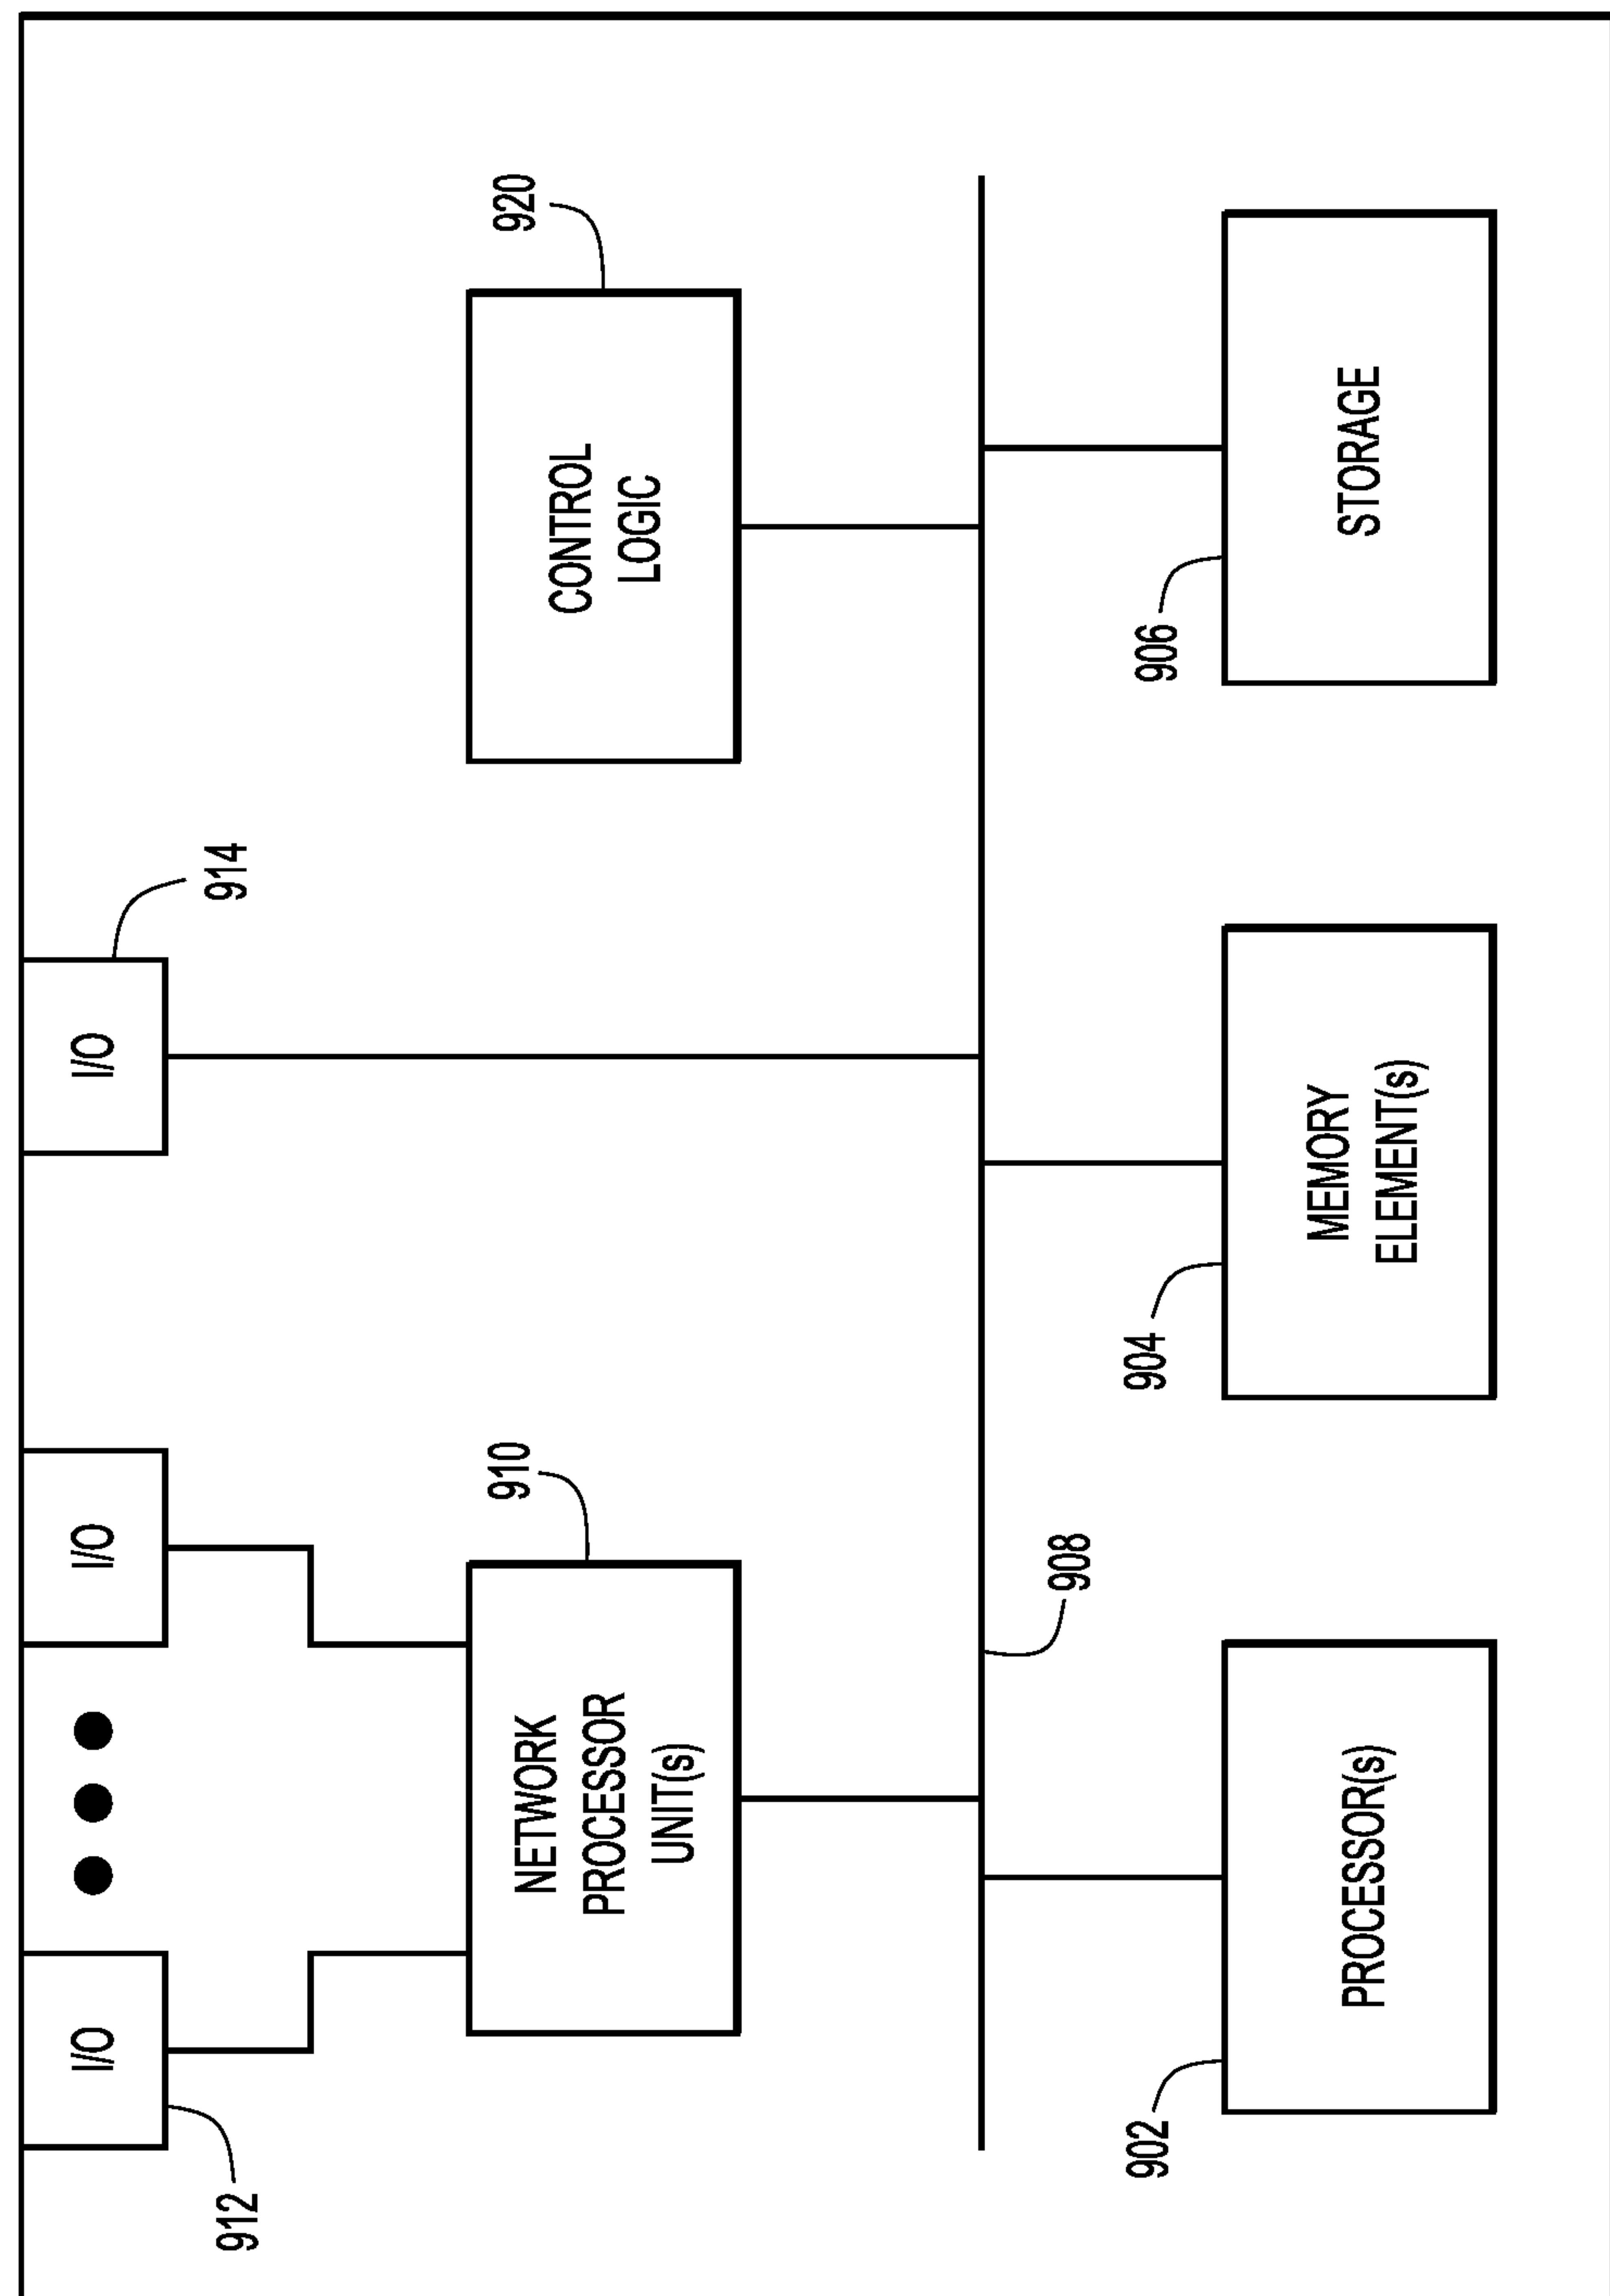 I/O
I/O
I/O
912
914
910
NETWORK
PROCESSOR
UNIT(s)
920
CONTROL
LOGIC
908
902
PROCESSOR(s)
904
MEMORY
ELEMENT(s)
906
STORAGE